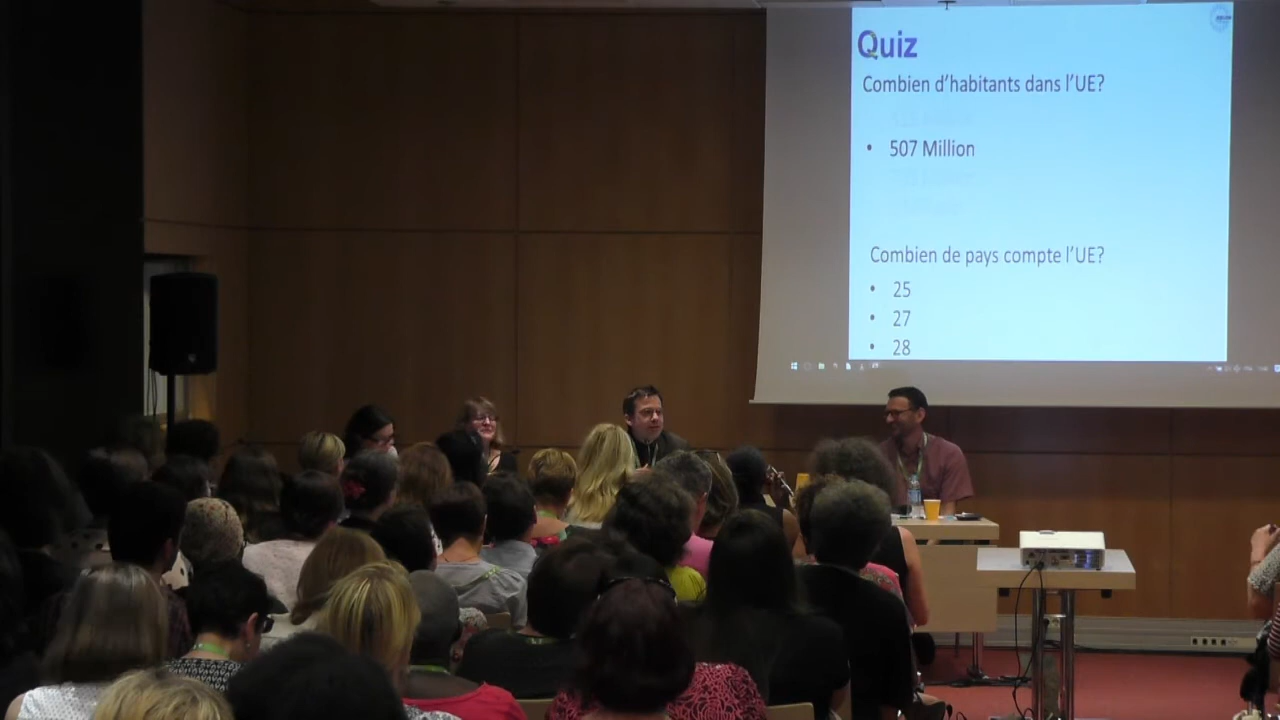 Quiz
Combien d'habitants dans l'UE?
• 507 Million
Combien de pays compte l'UE?
• 25
• 27
• 28